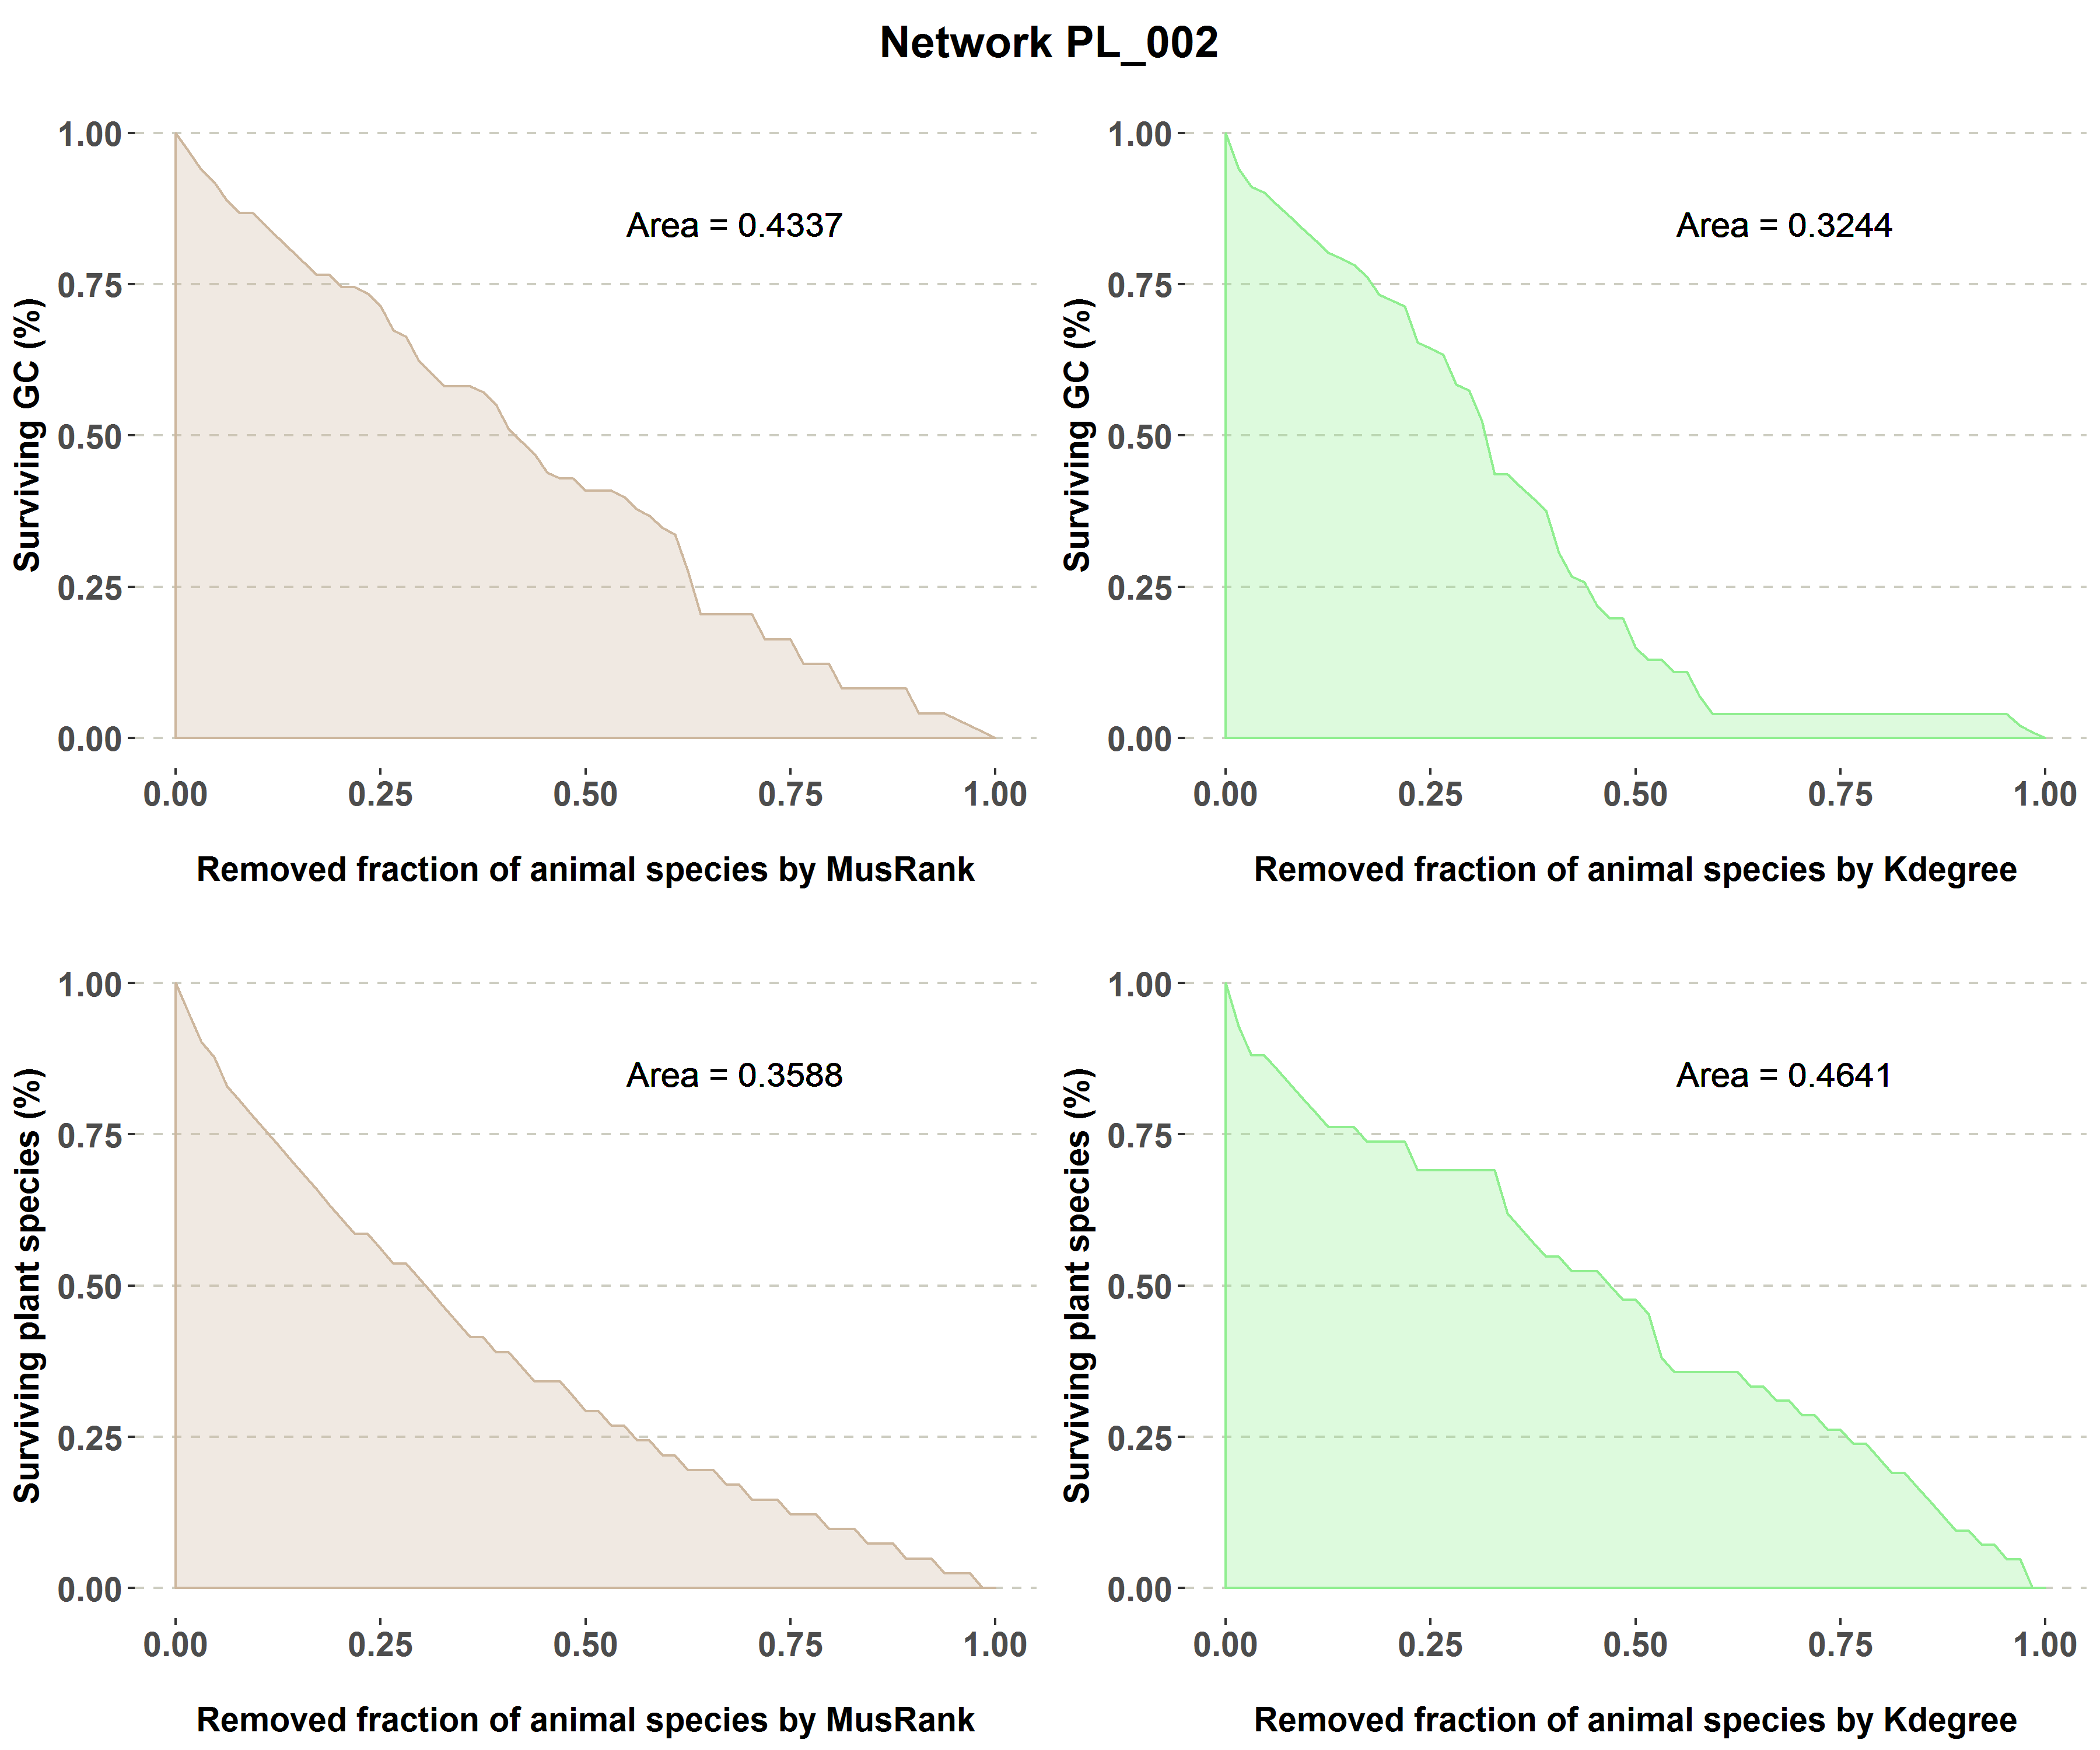 Network PL_002
Surviving GC (%)
1.00
0.75
0.50
0.25
0.00
Area = 0.4337
0.00 0.25 0.50 0.75 1.00
Removed fraction of animal species by MusRank
Surviving GC (%)
1.00
0.75
0.50
0.25
0.00
Area = 0.3244
0.00 0.25 0.50 0.75 1.00
Removed fraction of animal species by Kdegree
Surviving plant species (%)
1.00
0.75
0.50
0.25
0.00
Area = 0.3588
0.00 0.25 0.50 0.75 1.00
Removed fraction of animal species by MusRank
Surviving plant species (%)
1.00
0.75
0.50
0.25
0.00
Area = 0.4641
0.00 0.25 0.50 0.75 1.00
Removed fraction of animal species by Kdegree